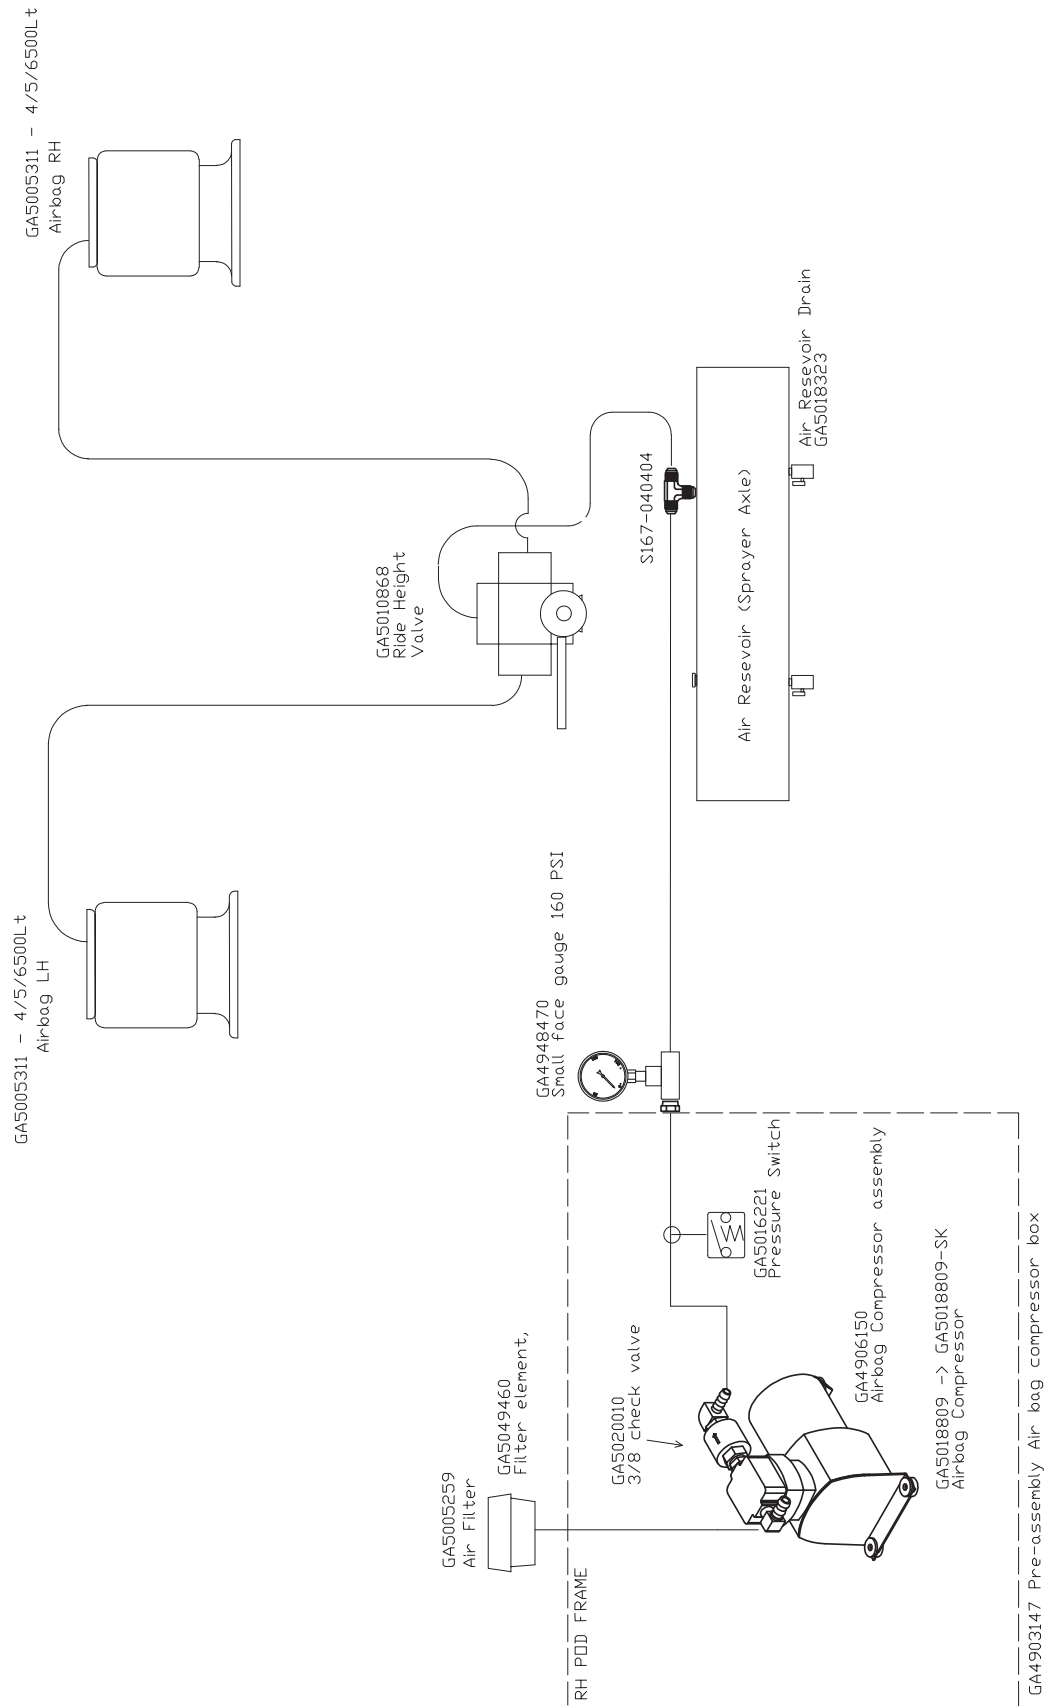 GA5005311 - 4/5/6500Lt
Airbag LH
GA5005311 - 4/5/6500Lt
Airbag RH
GA5010868
Ride Height
Valve
GA5005259
Air Filter
GA5049460
Filter element,
GA4948470
Small face gauge 160 PSI
S167-040404
RH POD FRAME
GA5020010
3/8 check valve
GA5016221
Pressure Switch
Air Resevoir (Sprayer Axle)
Air Resevoir Drain
GA5018323
GA4906150
Airbag Compressor assembly
GA5018809 -> GA5018809-SK
Airbag Compressor
GA4903147 Pre-assembly Air bag compressor box